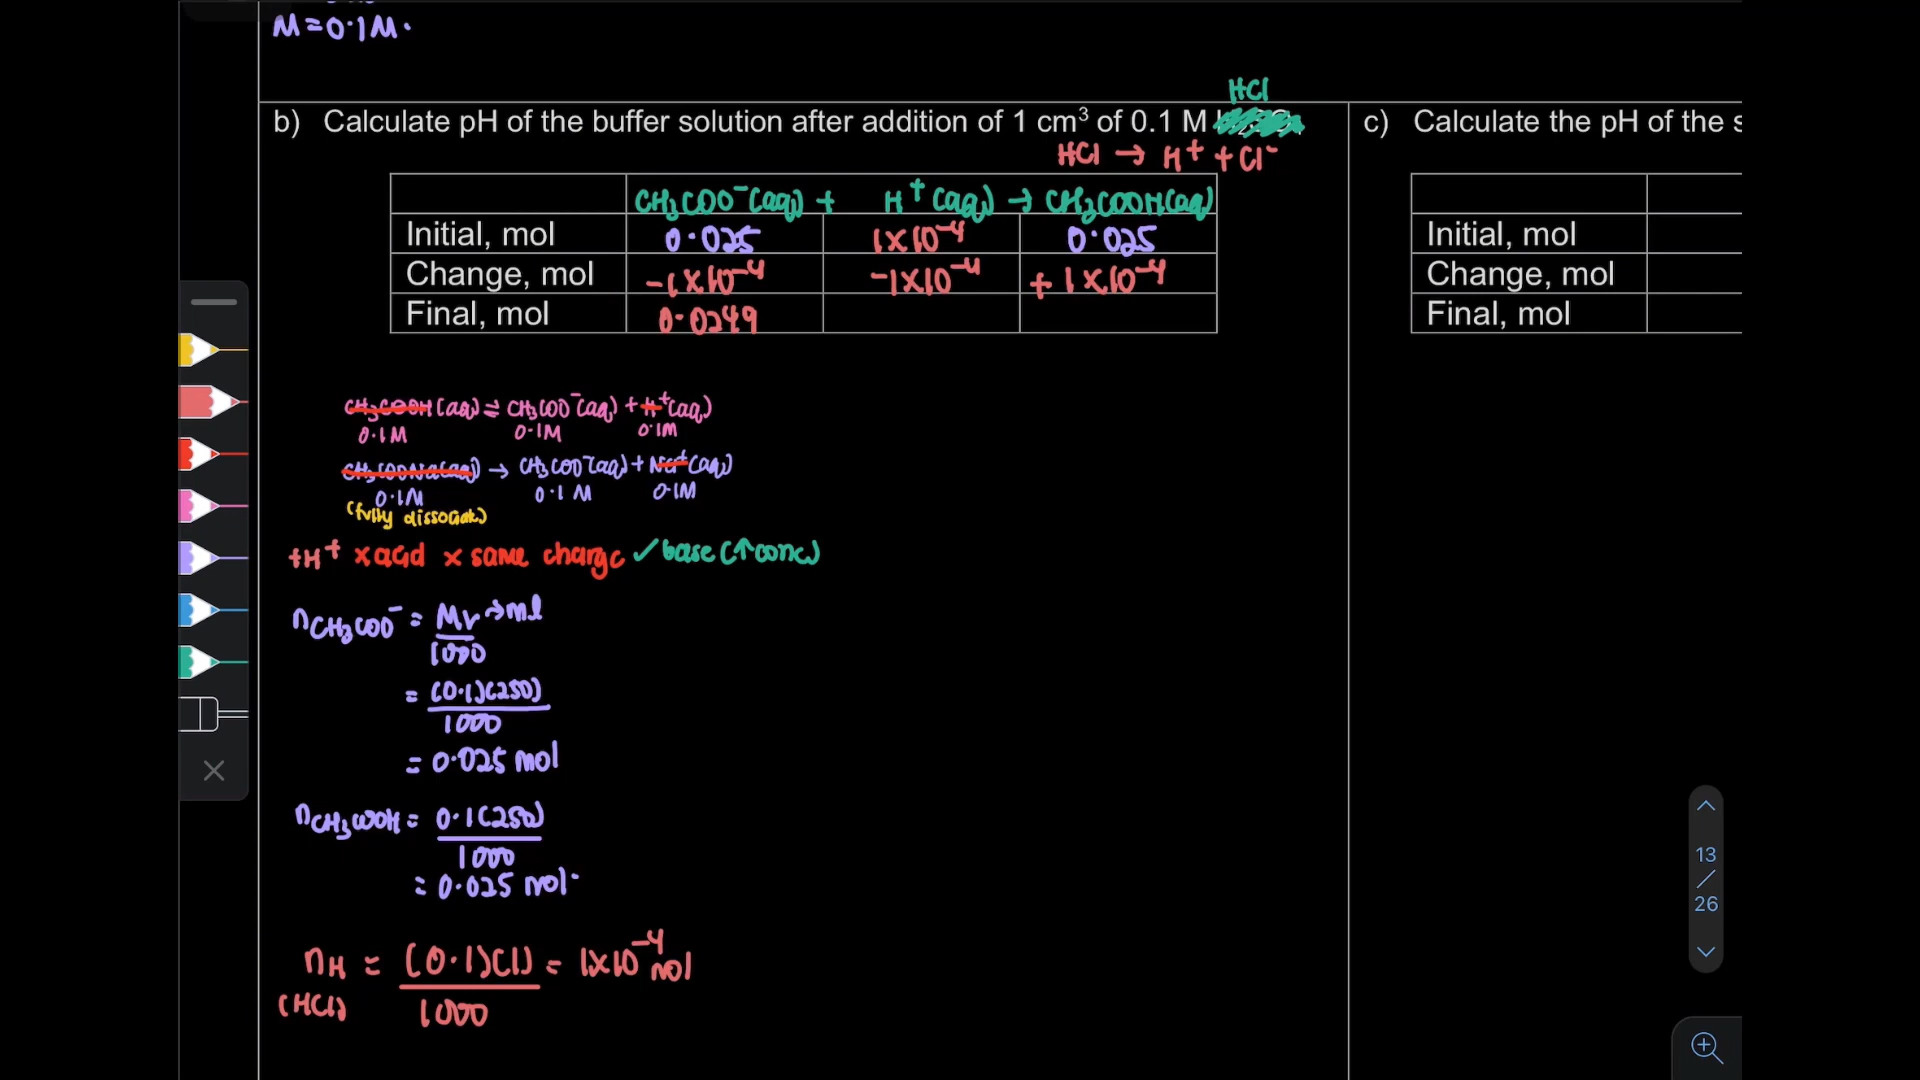 M=0.1M.
HCl
b) Calculate pH of the buffer solution after addition of 1 cm³ of 0.1 M
HCl → H⁺ + Cl⁻
CH₃COO⁻(aq) + H⁺(aq) → CH₃COOH(aq)
Initial, mol 0.025 1×10⁻⁴ 0.025
Change, mol -1×10⁻⁴ -1×10⁻⁴ +1×10⁻⁴
Final, mol 0.0249
CH₃COOH(aq) ⇌ CH₃COO⁻(aq) + H⁺(aq)
0.1M 0.1M 0.1M
CH₃COONa(aq) → CH₃COO⁻(aq) + Na⁺(aq)
0.1M 0.1M 0.1M
(fully dissociate)
+H⁺ × acid × same charge ✓base (↑conc)
nCH₃COO⁻ = Mv→ml
1000
= (0.1)(250)
1000
= 0.025 mol
nCH₃COOH = 0.1(250)
1000
= 0.025 mol.
nH = (0.1)(1) = 1×10⁻⁴ mol
(HCl) 1000
c) Calculate the pH of the s
Initial, mol
Change, mol
Final, mol
13
/
26